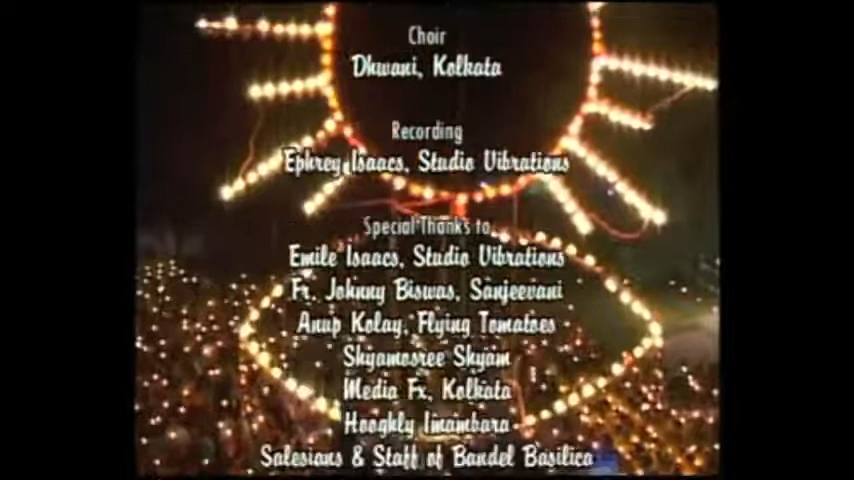 Choir
Dhwani, Kolkata
Recording
Ephrey Isaacs, Studio Vibrations
Special Thanks to
Emile Isaacs, Studio Vibrations
Fr. Johnny Biswas, Sanjeevani
Anup Kolay, Flying Tomatoes
Shyamosree Shyam
Media Fx, Kolkata
Hooghly Imambara
Salesians & Staff of Bandel Basilica